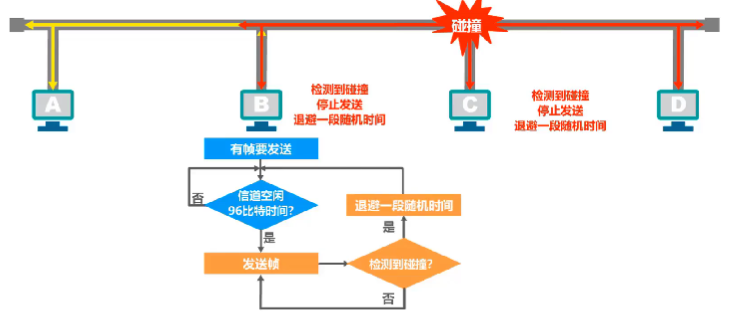 碰撞
A
B
C
D
检测到碰撞
停止发送
退避一段随机时间
检测到碰撞
停止发送
退避一段随机时间
有帧要发送
否
信道空闲
96比特时间?
是
发送帧
退避一段随机时间
是
检测到碰撞?
否